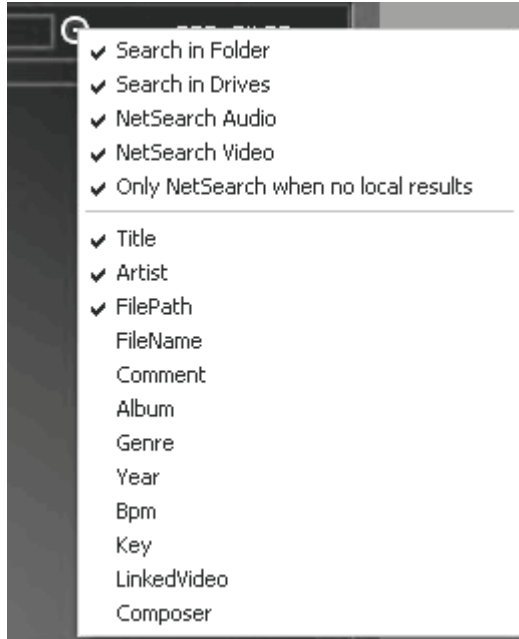 Search in Folder
Search in Drives
NetSearch Audio
NetSearch Video
Only NetSearch when no local results
Title
Artist
FilePath
FileName
Comment
Album
Genre
Year
Bpm
Key
LinkedVideo
Composer